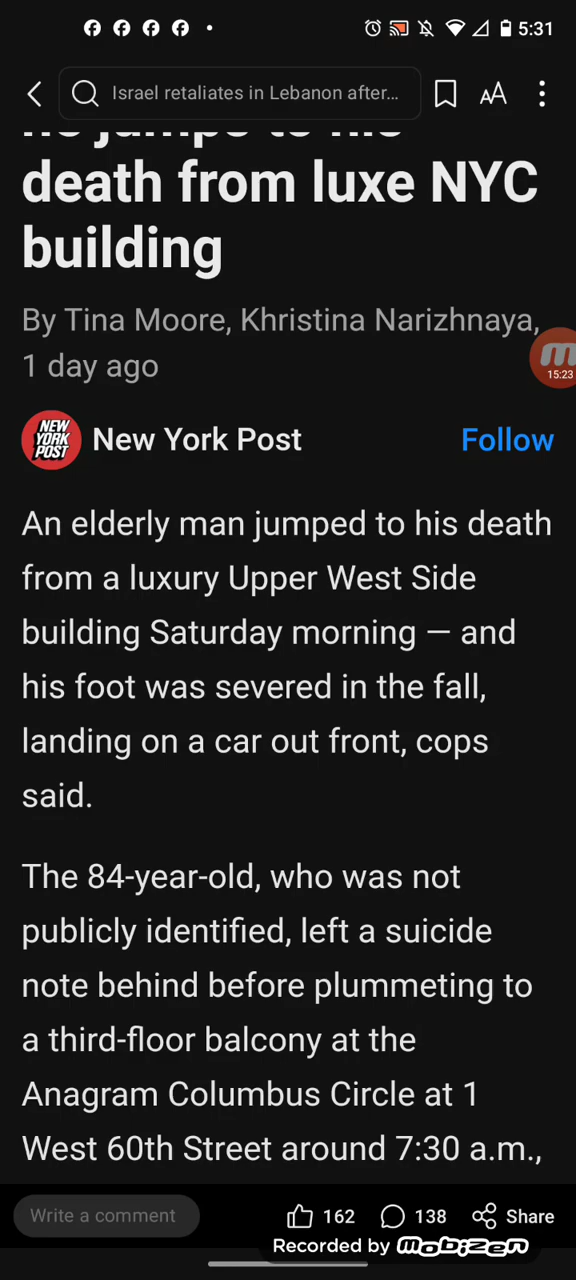 5:31
Israel retaliates in Lebanon after...
he jumps to his
death from luxe NYC
building
By Tina Moore, Khristina Narizhnaya,
1 day ago
15:23
NEW
YORK
POST
New York Post
Follow
An elderly man jumped to his death
from a luxury Upper West Side
building Saturday morning — and
his foot was severed in the fall,
landing on a car out front, cops
said.
The 84-year-old, who was not
publicly identified, left a suicide
note behind before plummeting to
a third-floor balcony at the
Anagram Columbus Circle at 1
West 60th Street around 7:30 a.m.,
Write a comment
162
138
Share
Recorded by mobizen